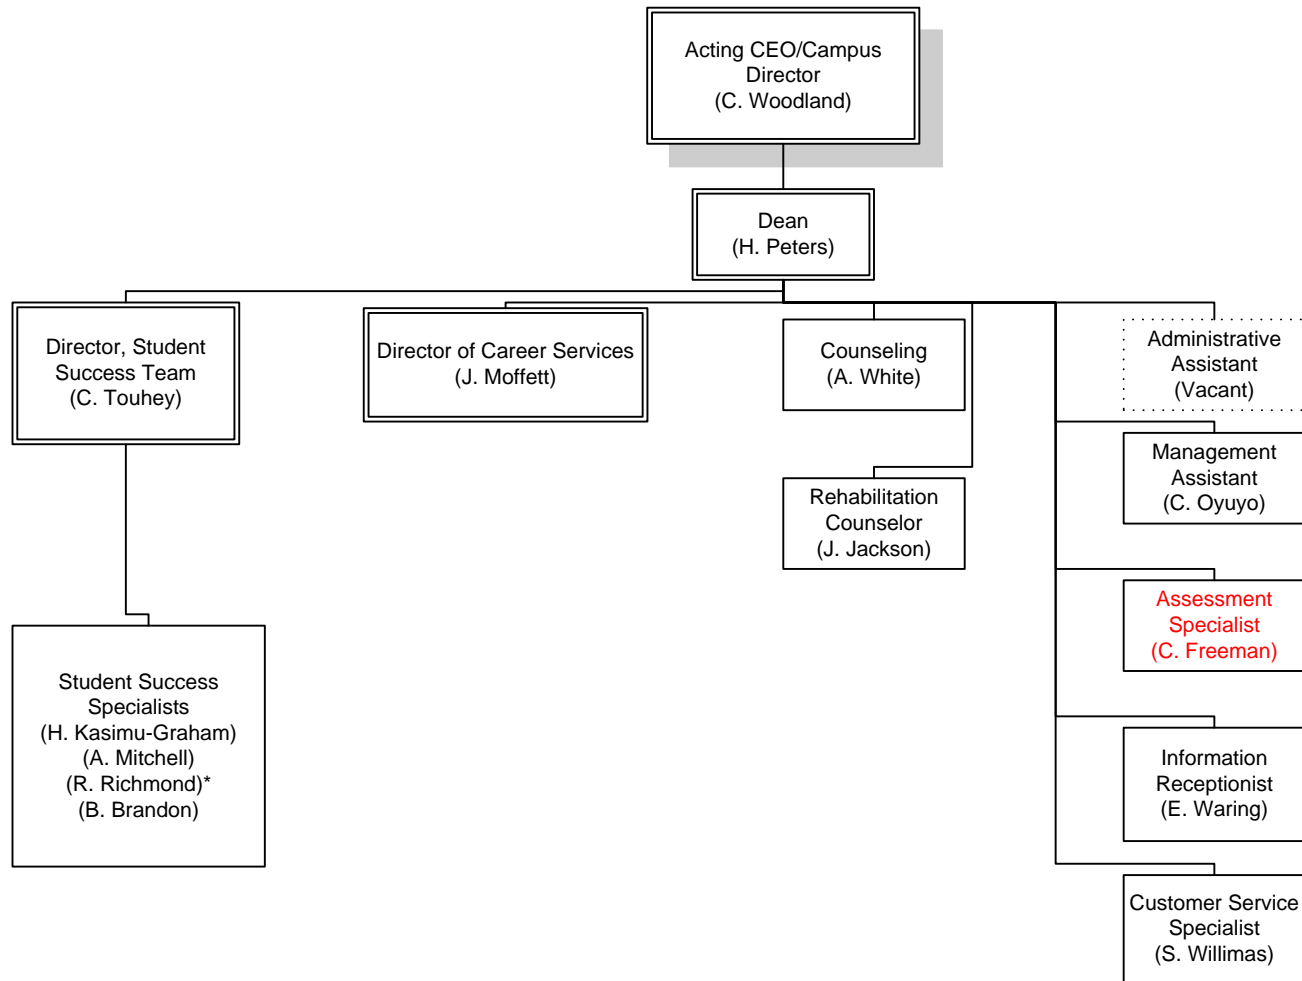 Acting CEO/Campus
Director
(C. Woodland)
Dean
(H. Peters)
Director, Student
Success Team
(C. Touhey)
Director of Career Services
(J. Moffett)
Counseling
(A. White)
Administrative
Assistant
(Vacant)
Management
Assistant
(C. Oyuyo)
Rehabilitation
Counselor
(J. Jackson)
Assessment
Specialist
(C. Freeman)
Student Success
Specialists
(H. Kasimu-Graham)
(A. Mitchell)
(R. Richmond)*
(B. Brandon)
Information
Receptionist
(E. Waring)
Customer Service
Specialist
(S. Willimas)